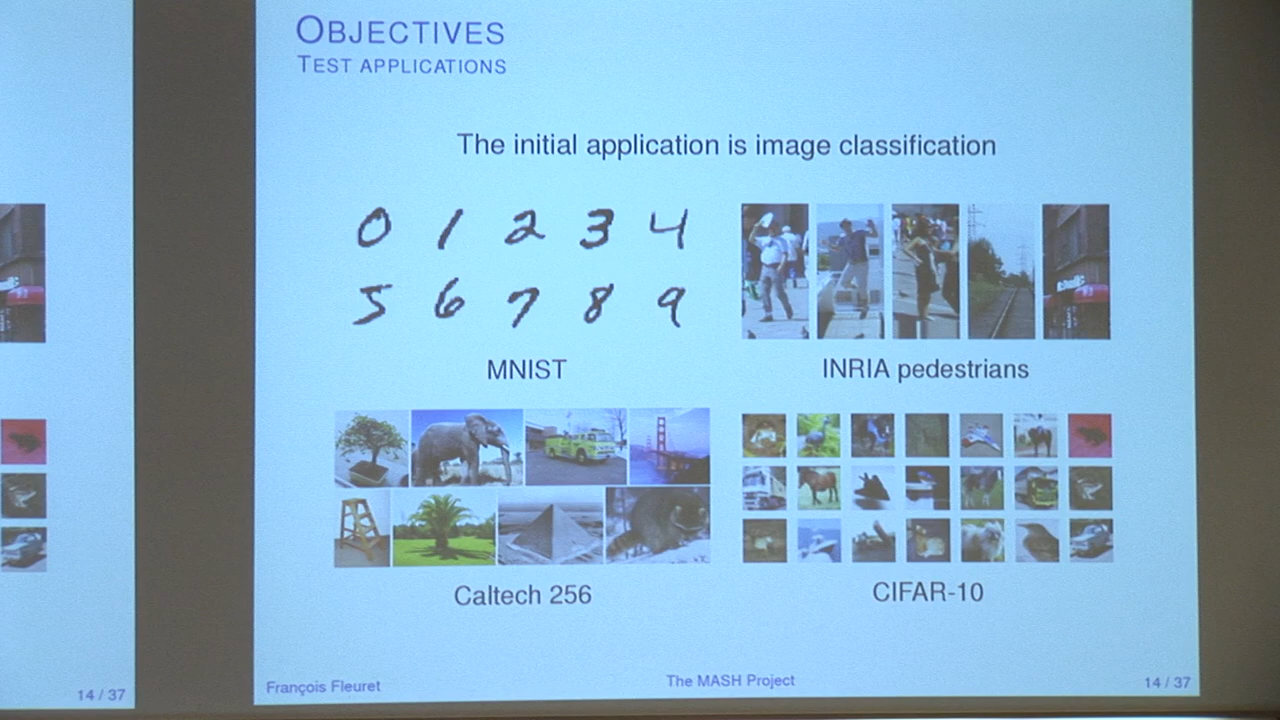 OBJECTIVES
TEST APPLICATIONS
The initial application is image classification
0 1 2 3 4
5 6 7 8 9
MNIST
INRIA pedestrians
Caltech 256
CIFAR-10
14 / 37
François Fleuret
The MASH Project
14 / 37